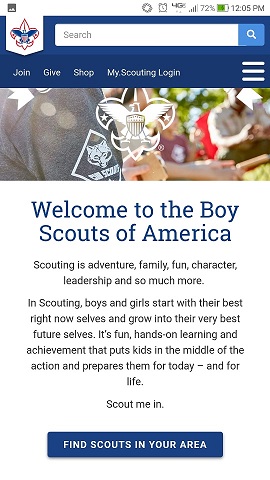 4G LTE 72% 12:05 PM
Search
Join Give Shop My.Scouting Login
Welcome to the Boy
Scouts of America
Scouting is adventure, family, fun, character,
leadership and so much more.
In Scouting, boys and girls start with their best
right now selves and grow into their very best
future selves. It's fun, hands-on learning and
achievement that puts kids in the middle of the
action and prepares them for today – and for
life.
Scout me in.
FIND SCOUTS IN YOUR AREA